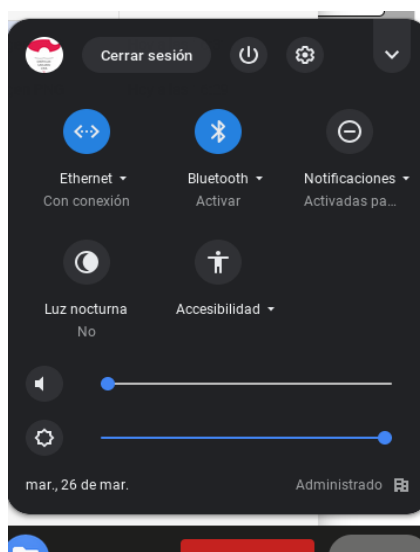 Cerrar sesión
Ethernet Bluetooth Notificaciones
Con conexión Activar Activadas pa...
Luz nocturna Accesibilidad
No
mar., 26 de mar. Administrado